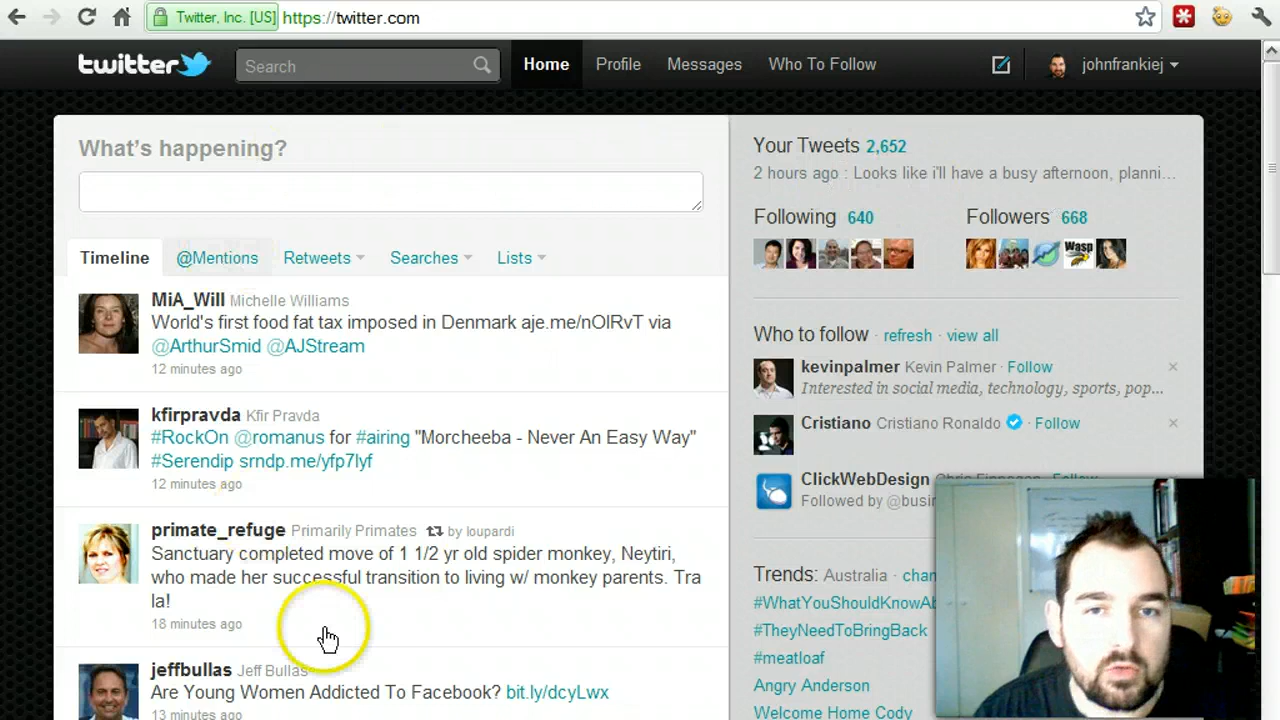 Twitter, Inc. [US] https://twitter.com
twitter Search Home Profile Messages Who To Follow johnfrankiej
What's happening?
Timeline @Mentions Retweets Searches Lists
MiA_Will Michelle Williams
World's first food fat tax imposed in Denmark aje.me/nOlRvT via
@ArthurSmid @AJStream
12 minutes ago
kfirpravda Kfir Pravda
#RockOn @romanus for #airing "Morcheeba - Never An Easy Way"
#Serendip srndp.me/yfp7lyf
12 minutes ago
primate_refuge Primarily Primates by loupardi
Sanctuary completed move of 1 1/2 yr old spider monkey, Neytiri,
who made her successful transition to living w/ monkey parents. Tra
la!
18 minutes ago
jeffbullas Jeff Bullas
Are Young Women Addicted To Facebook? bit.ly/dcyLwx
13 minutes ago
Your Tweets 2,652
2 hours ago : Looks like i'll have a busy afternoon, planni...
Following 640 Followers 668
Wasp
Who to follow · refresh · view all
kevinpalmer Kevin Palmer · Follow
Interested in social media, technology, sports, pop...
Cristiano Cristiano Ronaldo · Follow
ClickWebDesign Chris Finnegan · Follow
Followed by @busi
Trends: Australia · chan
#WhatYouShouldKnowAb
#TheyNeedToBringBack
#meatloaf
Angry Anderson
Welcome Home Cody